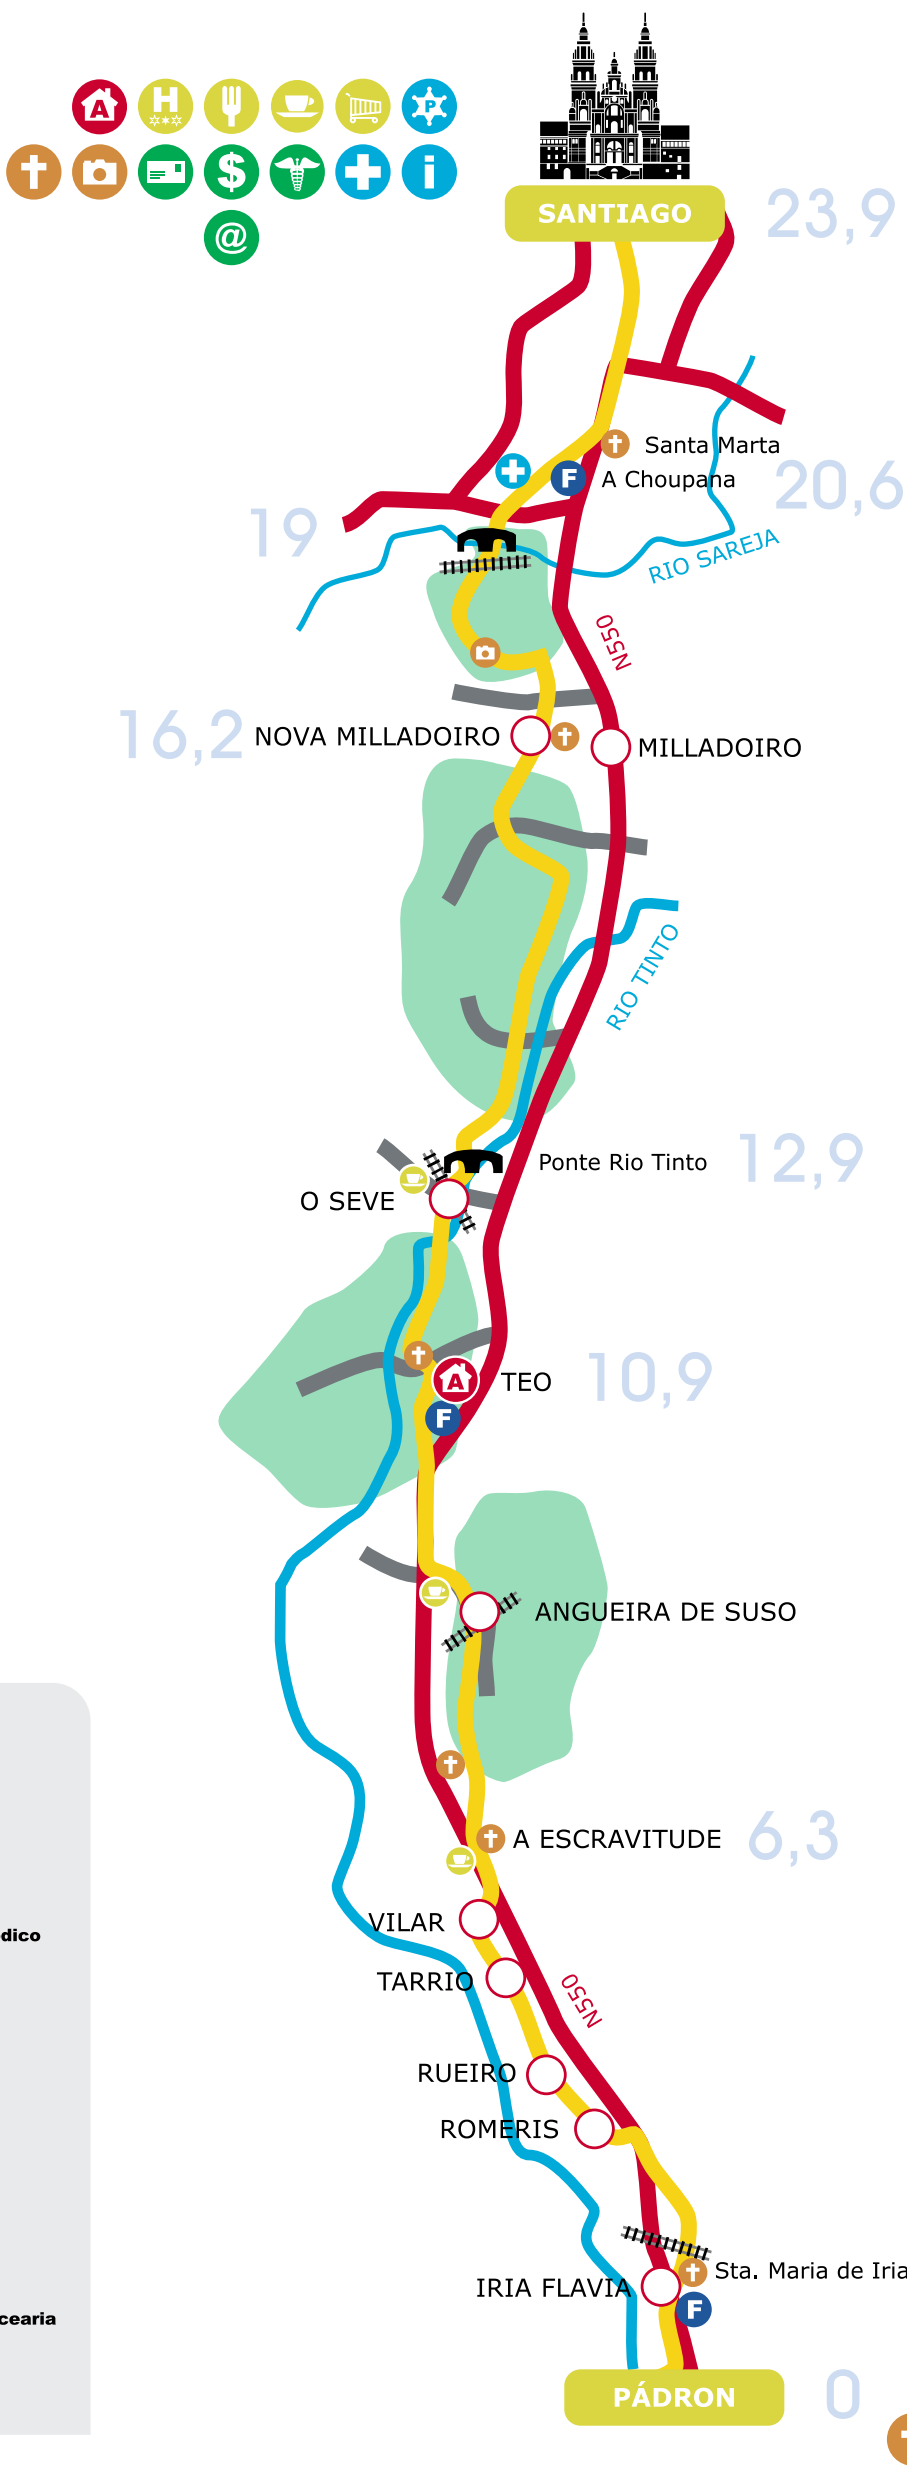 A
H
P
$
i
@
SANTIAGO
23,9
Santa Marta
F
A Choupana
20,6
19
RIO SAREJA
N550
16,2
NOVA MILLADOIRO
MILLADOIRO
RIO TINTO
Ponte Rio Tinto
12,9
O SEVE
A
TEO
10,9
F
ANGUEIRA DE SUSO
A ESCRAVITUDE
6,3
VILAR
dico
TARRIO
N550
RUEIRO
ROMERIS
Sta. Maria de Iria
IRIA FLAVIA
F
cearia
PÁDRON
0